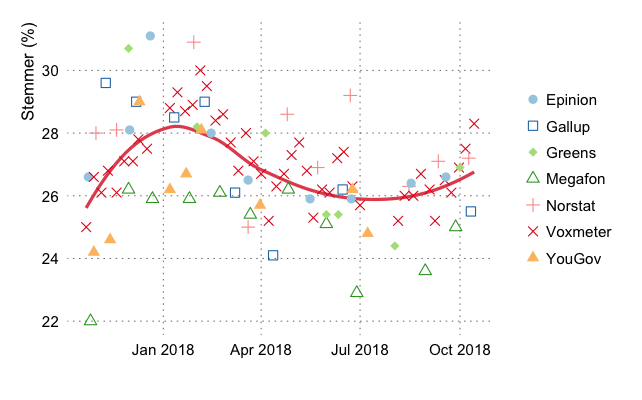 Stemmer (%)
30
28
26
24
22
Jan 2018
Apr 2018
Jul 2018
Oct 2018
Epinion
Gallup
Greens
Megafon
Norstat
Voxmeter
YouGov